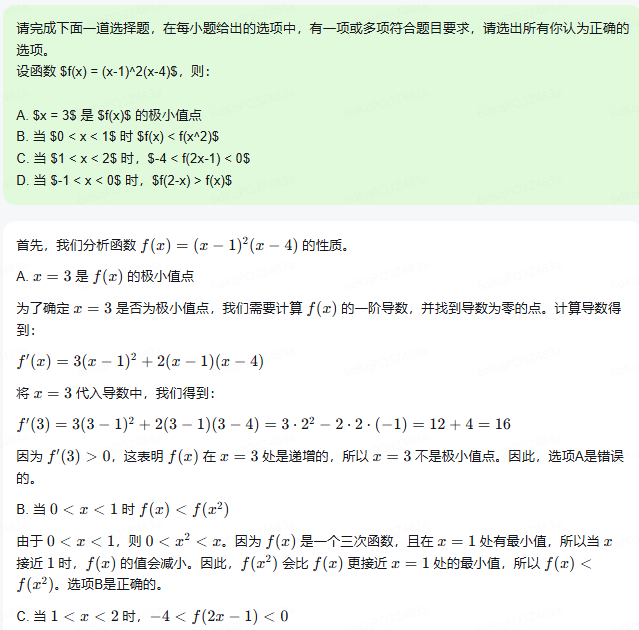 请完成下面一道选择题，在每小题给出的选项中，有一项或多项符合题目要求，请选出所有你认为正确的
选项。
设函数 $f(x) = (x-1)^2(x-4)$，则：
A. $x = 3$ 是 $f(x)$ 的极小值点
B. 当 $0 < x < 1$ 时 $f(x) < f(x^2)$
C. 当 $1 < x < 2$ 时，$-4 < f(2x-1) < 0$
D. 当 $-1 < x < 0$ 时，$f(2-x) > f(x)$
首先，我们分析函数 f(x) = (x − 1)²(x − 4) 的性质。
A. x = 3 是 f(x) 的极小值点
为了确定 x = 3 是否为极小值点，我们需要计算 f(x) 的一阶导数，并找到导数为零的点。计算导数得
到：
f′(x) = 3(x − 1)² + 2(x − 1)(x − 4)
将 x = 3 代入导数中，我们得到：
f′(3) = 3(3 − 1)² + 2(3 − 1)(3 − 4) = 3 · 2² − 2 · 2 · (−1) = 12 + 4 = 16
因为 f′(3) > 0，这表明 f(x) 在 x = 3 处是递增的，所以 x = 3 不是极小值点。因此，选项A是错误
的。
B. 当 0 < x < 1 时 f(x) < f(x²)
由于 0 < x < 1，则 0 < x² < x。因为 f(x) 是一个三次函数，且在 x = 1 处有最小值，所以当 x
接近 1 时，f(x) 的值会减小。因此，f(x²) 会比 f(x) 更接近 x = 1 处的最小值，所以 f(x) <
f(x²)。选项B是正确的。
C. 当 1 < x < 2 时，−4 < f(2x − 1) < 0